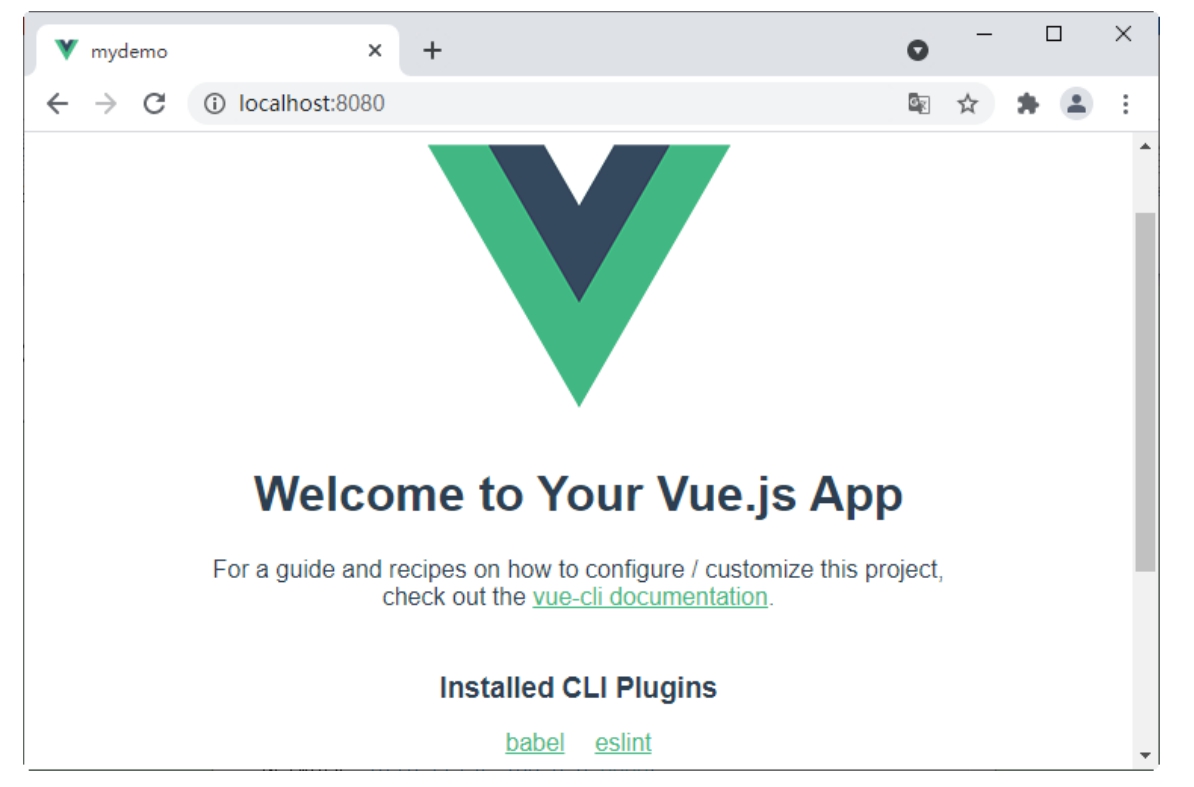 mydemo
localhost:8080
Welcome to Your Vue.js App
For a guide and recipes on how to configure / customize this project,
check out the vue-cli documentation.
Installed CLI Plugins
babel eslint